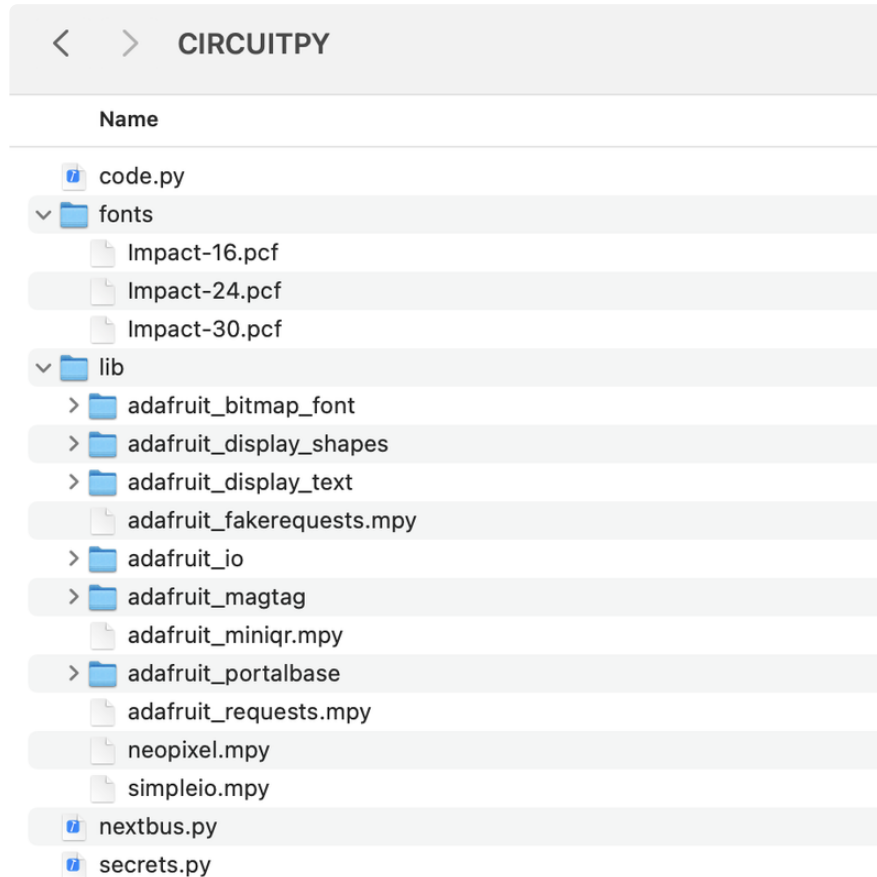 CIRCUITPY
Name
code.py
fonts
Impact-16.pcf
Impact-24.pcf
Impact-30.pcf
lib
adafruit_bitmap_font
adafruit_display_shapes
adafruit_display_text
adafruit_fakerequests.mpy
adafruit_io
adafruit_magtag
adafruit_miniqr.mpy
adafruit_portalbase
adafruit_requests.mpy
neopixel.mpy
simpleio.mpy
nextbus.py
secrets.py